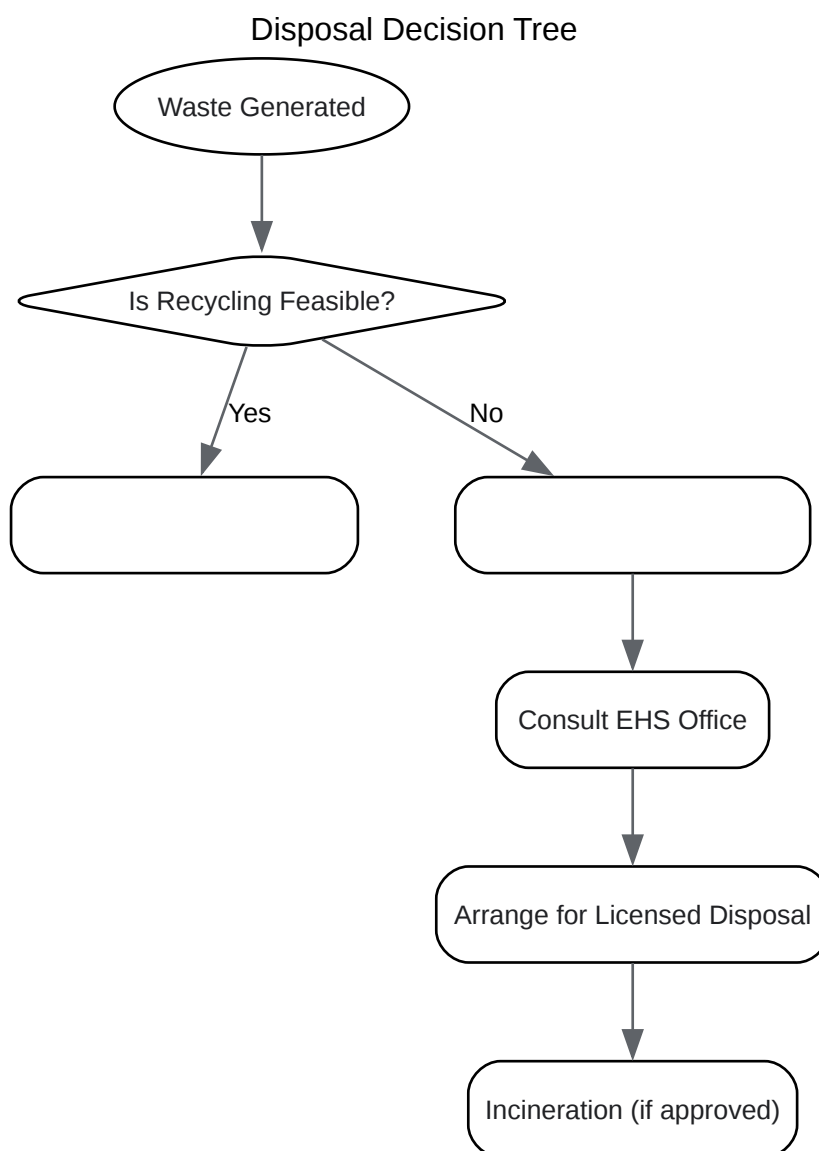 Disposal Decision Tree
Waste Generated
Is Recycling Feasible?
Yes
No
Consult EHS Office
Arrange for Licensed Disposal
Incineration (if approved)